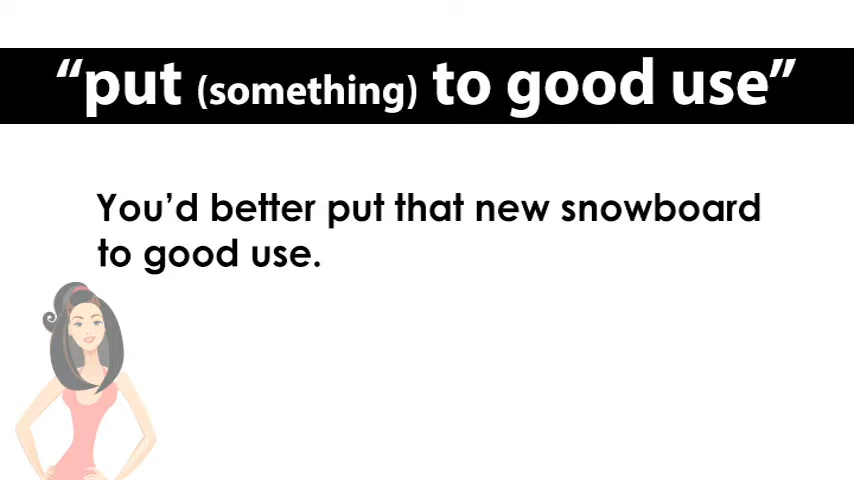 “put (something) to good use”
You’d better put that new snowboard
to good use.